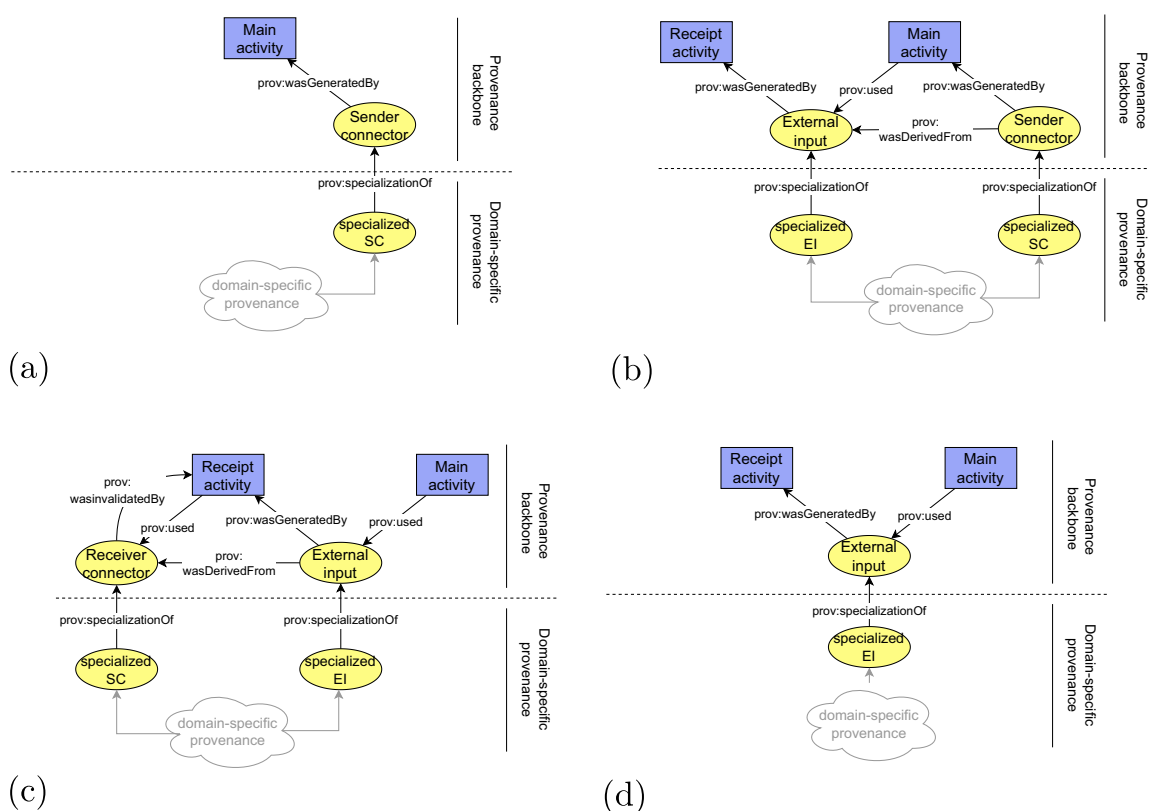 Main
activity
Provenance
backbone
prov:wasGeneratedBy
Sender
connector
prov:specializationOf
specialized
SC
Domain-specific
provenance
domain-specific
provenance
(a)
Receipt
activity
Main
activity
Provenance
backbone
prov:wasGeneratedBy
prov:used
prov:wasGeneratedBy
External
input
prov:
wasDerivedFrom
Sender
connector
prov:specializationOf
prov:specializationOf
specialized
EI
specialized
SC
Domain-specific
provenance
domain-specific
provenance
(b)
prov:
wasinvalidatedBy
Receipt
activity
Main
activity
Provenance
backbone
prov:used
prov:wasGeneratedBy
prov:used
Receiver
connector
prov:
wasDerivedFrom
External
input
prov:specializationOf
prov:specializationOf
specialized
SC
specialized
EI
Domain-specific
provenance
domain-specific
provenance
(c)
Receipt
activity
Main
activity
Provenance
backbone
prov:wasGeneratedBy
prov:used
External
input
prov:specializationOf
specialized
EI
Domain-specific
provenance
domain-specific
provenance
(d)